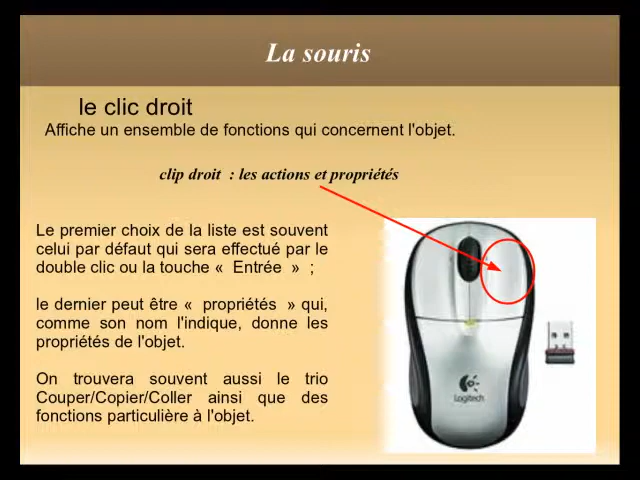 La souris
le clic droit
Affiche un ensemble de fonctions qui concernent l'objet.
clip droit : les actions et propriétés
Le premier choix de la liste est souvent
celui par défaut qui sera effectué par le
double clic ou la touche « Entrée » ;
le dernier peut être « propriétés » qui,
comme son nom l'indique, donne les
propriétés de l'objet.
On trouvera souvent aussi le trio
Couper/Copier/Coller ainsi que des
fonctions particulière à l'objet.
Logitech